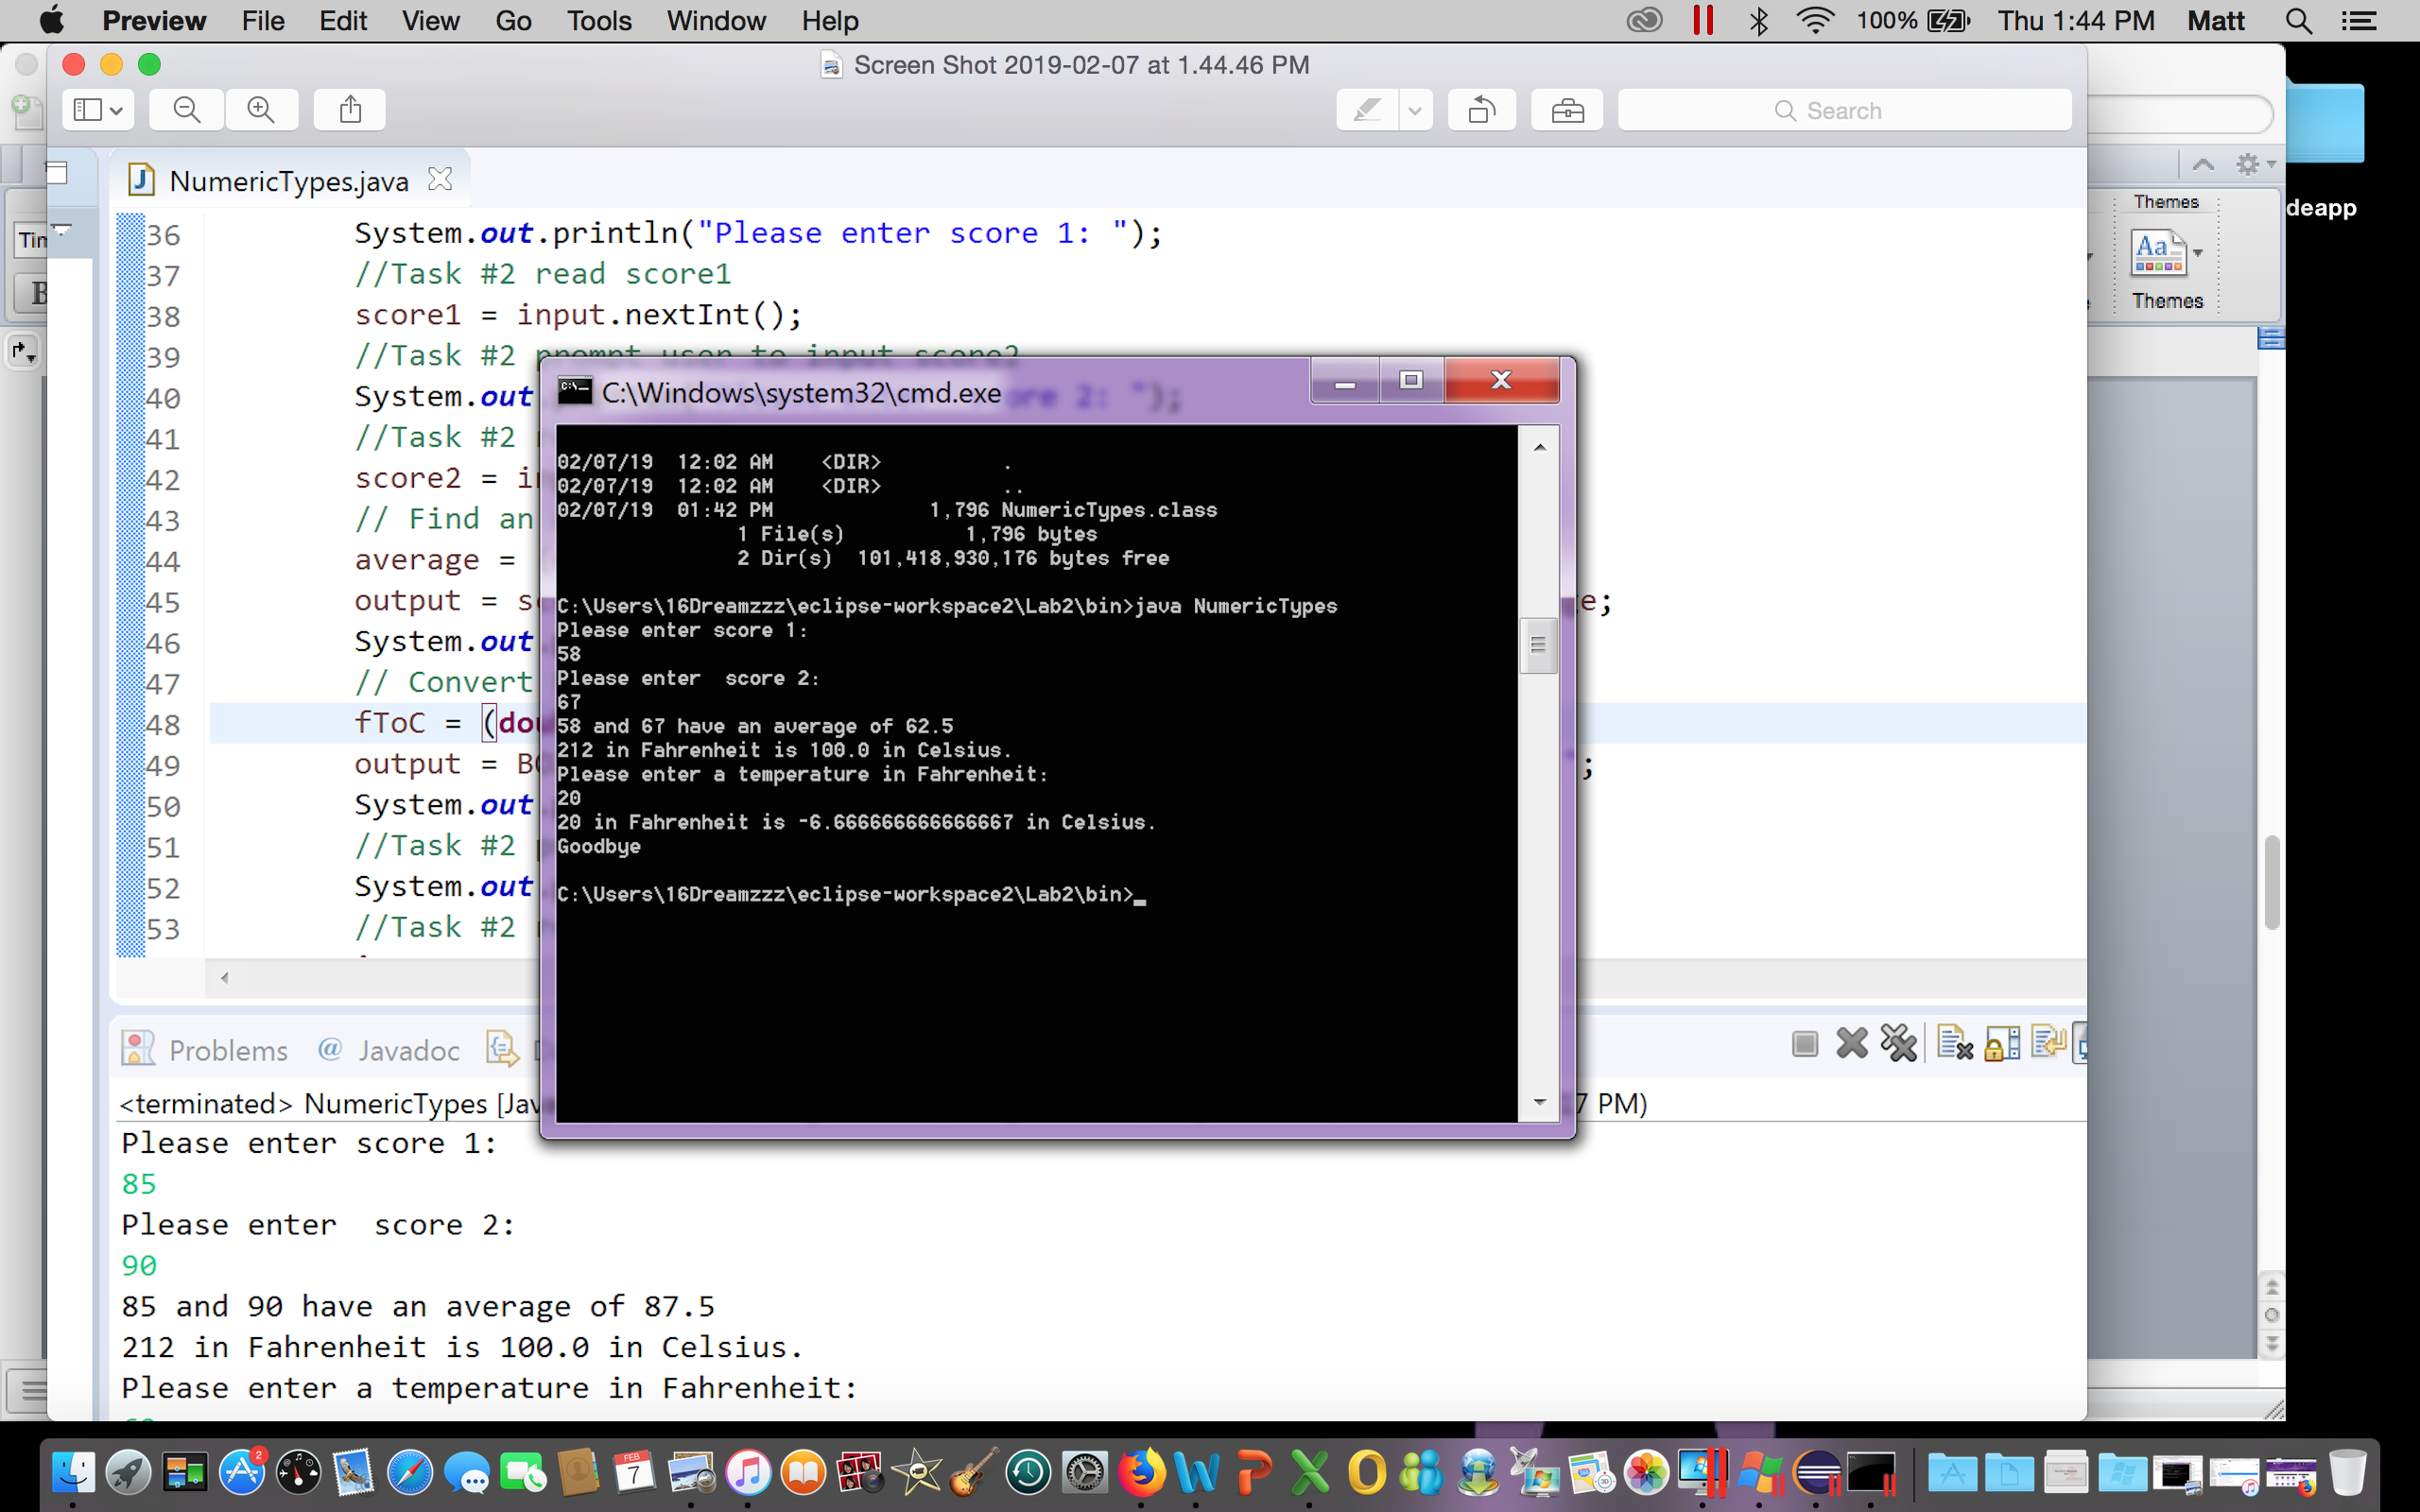 Preview File Edit View Go Tools Window Help 100% Thu 1:44 PM Matt
Screen Shot 2019-02-07 at 1.44.46 PM
Search
NumericTypes.java
Themes
deapp
Aa
Themes
B
36 System.out.println("Please enter score 1: ");
37 //Task #2 read score1
38 score1 = input.nextInt();
39 //Task #2 prompt user to input score2
40 System.out ore 2: ");
41 //Task #2
42 score2 =
43 // Find an
44 average =
45 output = e;
46 System.out
47 // Convert
48 fToC = (dou
49 output = ;
50 System.out
51 //Task #2
52 System.out
53 //Task #2
C:\Windows\system32\cmd.exe
02/07/19 12:02 AM <DIR> .
02/07/19 12:02 AM <DIR> ..
02/07/19 01:42 PM 1,796 NumericTypes.class
1 File(s) 1,796 bytes
2 Dir(s) 101,418,930,176 bytes free
C:\Users\16Dreamzzz\eclipse-workspace2\Lab2\bin>java NumericTypes
Please enter score 1:
58
Please enter  score 2:
67
58 and 67 have an average of 62.5
212 in Fahrenheit is 100.0 in Celsius.
Please enter a temperature in Fahrenheit:
20
20 in Fahrenheit is -6.666666666666667 in Celsius.
Goodbye
C:\Users\16Dreamzzz\eclipse-workspace2\Lab2\bin>_
Problems @ Javadoc
<terminated> NumericTypes [Jav 7 PM)
Please enter score 1:
85
Please enter  score 2:
90
85 and 90 have an average of 87.5
212 in Fahrenheit is 100.0 in Celsius.
Please enter a temperature in Fahrenheit:
2
FEB
7